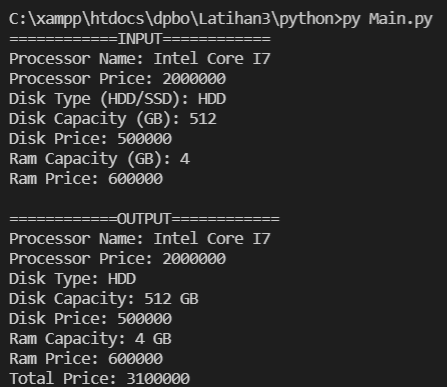 C:\xampp\htdocs\dpbo\Latihan3\python>py Main.py
============INPUT============
Processor Name: Intel Core I7
Processor Price: 2000000
Disk Type (HDD/SSD): HDD
Disk Capacity (GB): 512
Disk Price: 500000
Ram Capacity (GB): 4
Ram Price: 600000

============OUTPUT============
Processor Name: Intel Core I7
Processor Price: 2000000
Disk Type: HDD
Disk Capacity: 512 GB
Disk Price: 500000
Ram Capacity: 4 GB
Ram Price: 600000
Total Price: 3100000